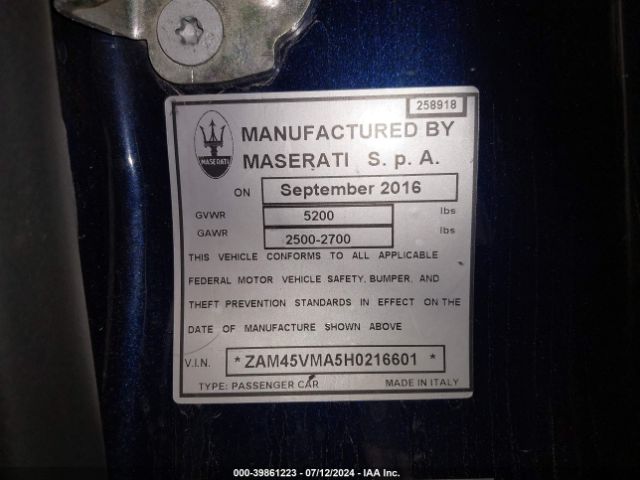 258918
MASERATI
MANUFACTURED BY
MASERATI S. p A.
ON September 2016
GVWR 5200 lbs
GAWR 2500-2700 lbs
THIS VEHICLE CONFORMS TO ALL APPLICABLE
FEDERAL MOTOR VEHICLE SAFETY, BUMPER, AND
THEFT PREVENTION STANDARDS IN EFFECT ON THE
DATE OF MANUFACTURE SHOWN ABOVE
V.I.N. * ZAM45VMA5H0216601 *
TYPE: PASSENGER CAR MADE IN ITALY
000-39861223 - 07/12/2024 - IAA Inc.